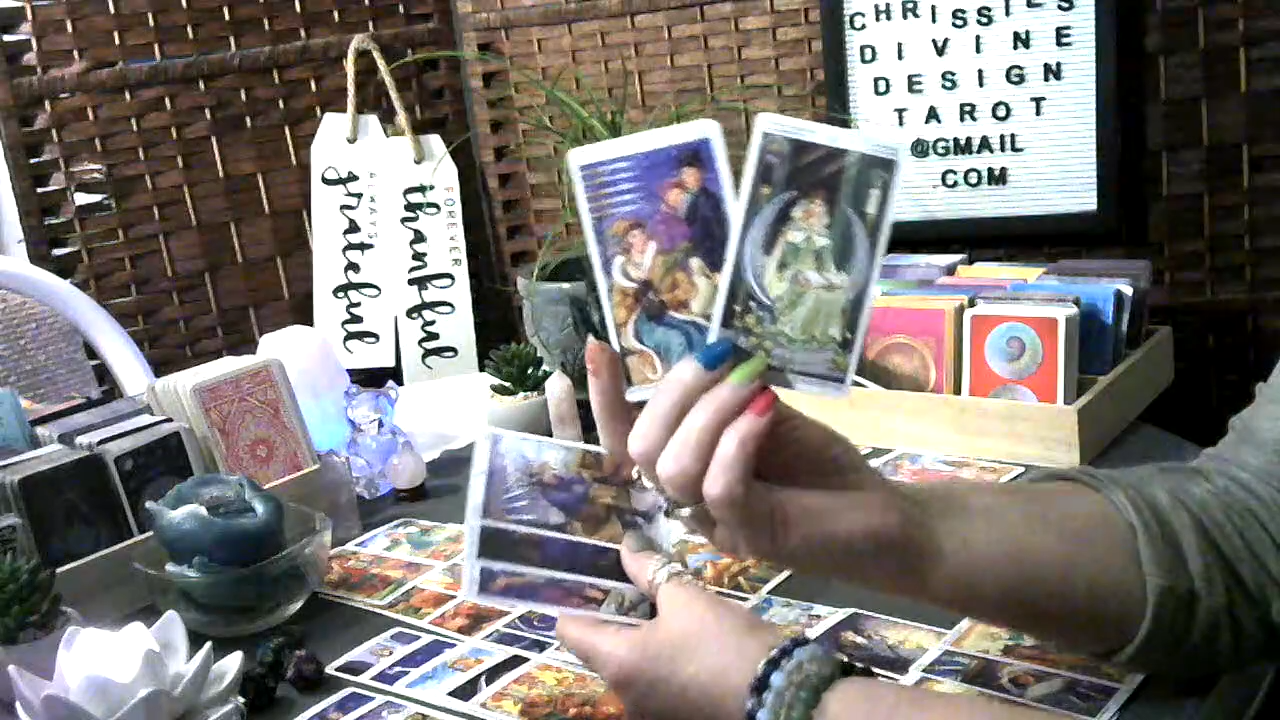 CHRISSIES
DIVINE
DESIGN
TAROT
@GMAIL
.COM
ALWAYS
grateful
FOREVER
thankful